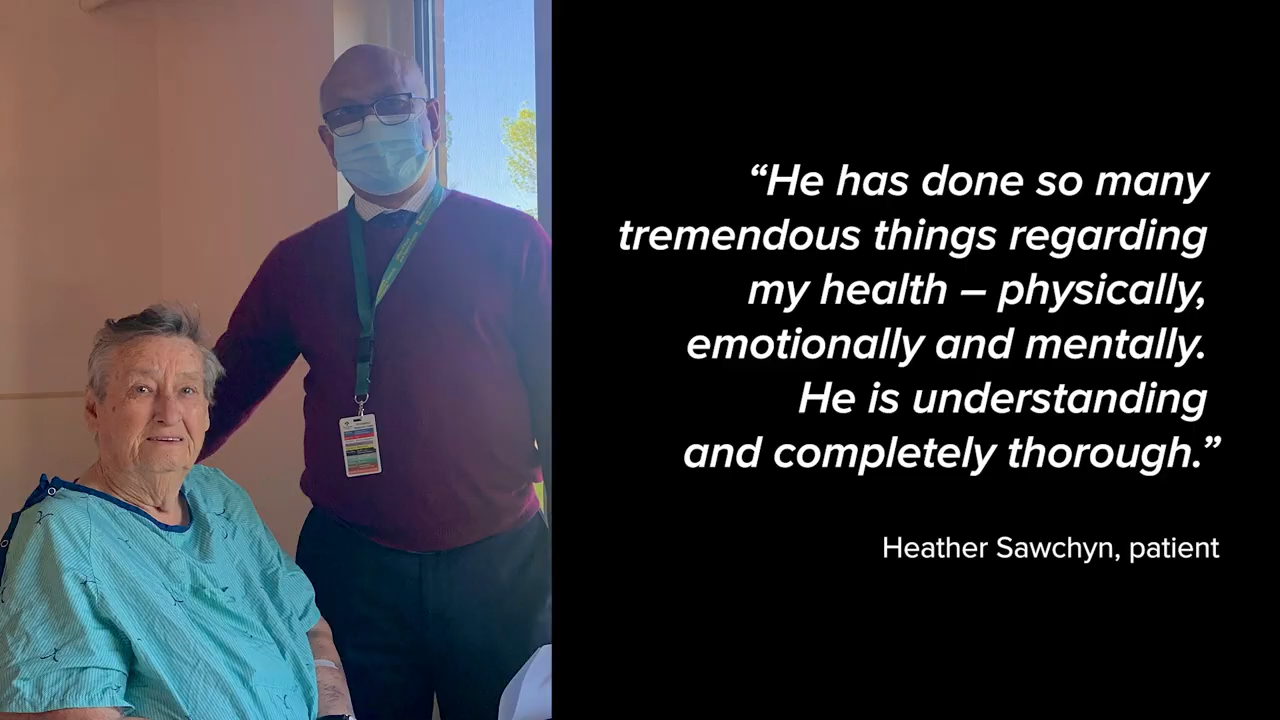 “He has done so many
tremendous things regarding
my health – physically,
emotionally and mentally.
He is understanding
and completely thorough.”
Heather Sawchyn, patient